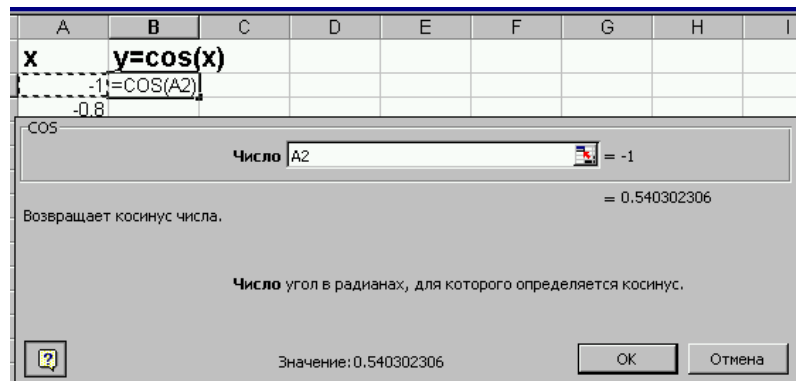 A B C D E F G H I
x y=cos(x)
-1 =COS(A2)
-0.8
COS
Число A2 = -1
= 0.540302306
Возвращает косинус числа.
Число угол в радианах, для которого определяется косинус.
? Значение:0.540302306 ОК Отмена